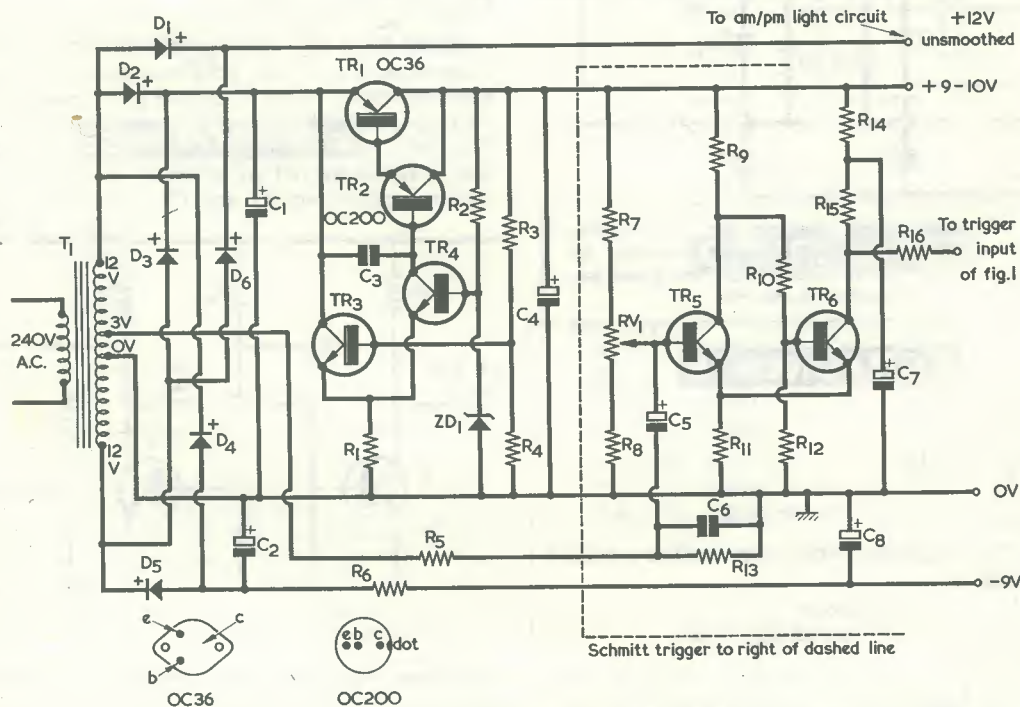 D1 +
To am/pm light circuit
+12V
unsmoothed
D2 +
TR1 OC36
+9-10V
R14
R9
TR2
OC200
R2
R3
R7
R15
C1 +
To trigger
input
of fig.1
R16
T1
12
V
D3 +
D6 +
C3
TR4
C4 +
R10
TR5
TR6
TR3
RV1
3V
0V
240V
A.C.
ZD1
C5 +
C7 +
D4 +
12
V
R1
R4
R8
R11
R12
0V
C2 +
C6
C8 +
R5
R13
D5 +
R6
-9V
e
c
b
OC36
e b c dot
OC200
Schmitt trigger to right of dashed line